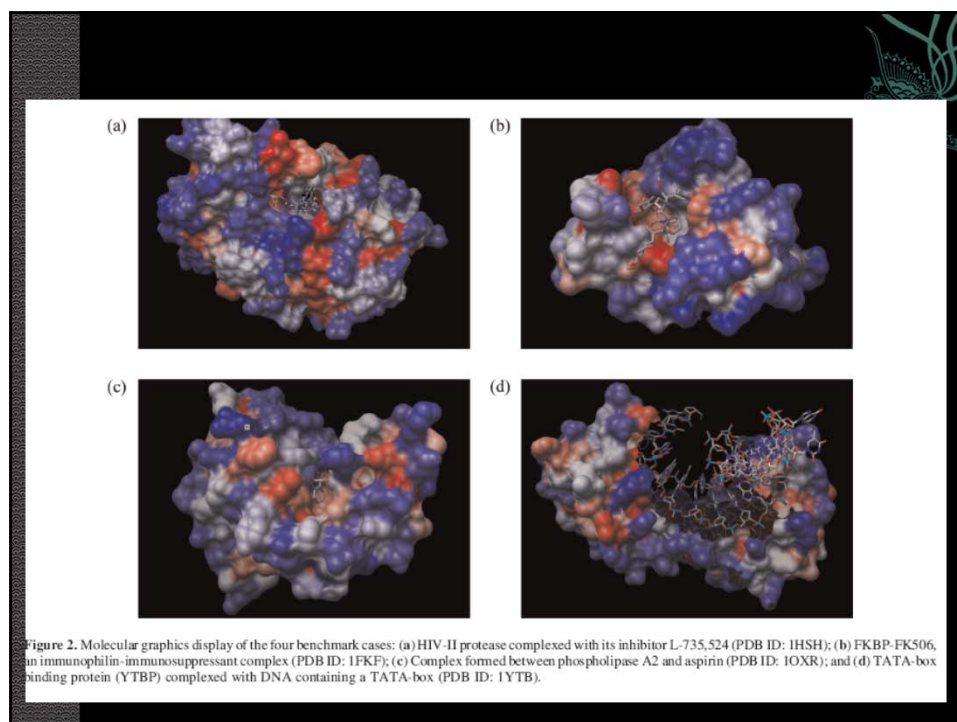 (a)
(b)
(c)
(d)
Figure 2. Molecular graphics display of the four benchmark cases: (a) HIV-II protease complexed with its inhibitor L-735,524 (PDB ID: 1HSH); (b) FKBP-FK506,
an immunophilin-immunosuppressant complex (PDB ID: 1FKF); (c) Complex formed between phospholipase A2 and aspirin (PDB ID: 1OXR); and (d) TATA-box
binding protein (YTBP) complexed with DNA containing a TATA-box (PDB ID: 1YTB).